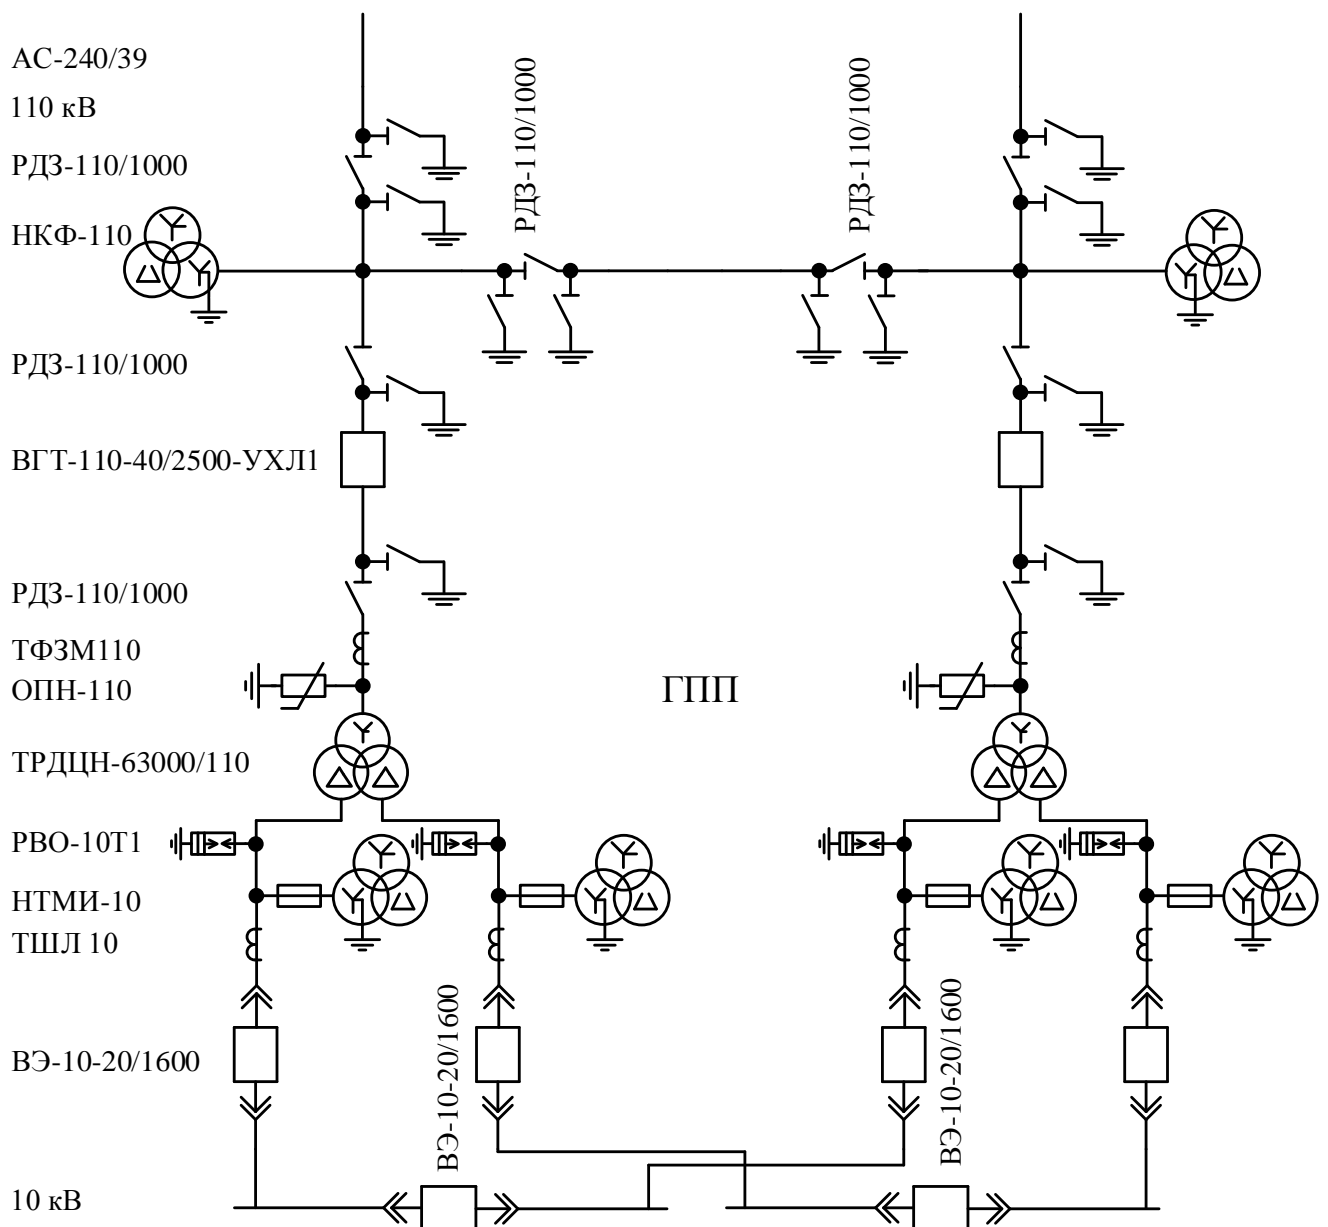 АС-240/39
110 кВ
РДЗ-110/1000
РДЗ-110/1000
РДЗ-110/1000
НКФ-110
РДЗ-110/1000
ВГТ-110-40/2500-УХЛ1
РДЗ-110/1000
ТФЗМ110
ОПН-110
ГПП
ТРДЦН-63000/110
РВО-10Т1
НТМИ-10
ТШЛ 10
ВЭ-10-20/1600
ВЭ-10-20/1600
ВЭ-10-20/1600
10 кВ